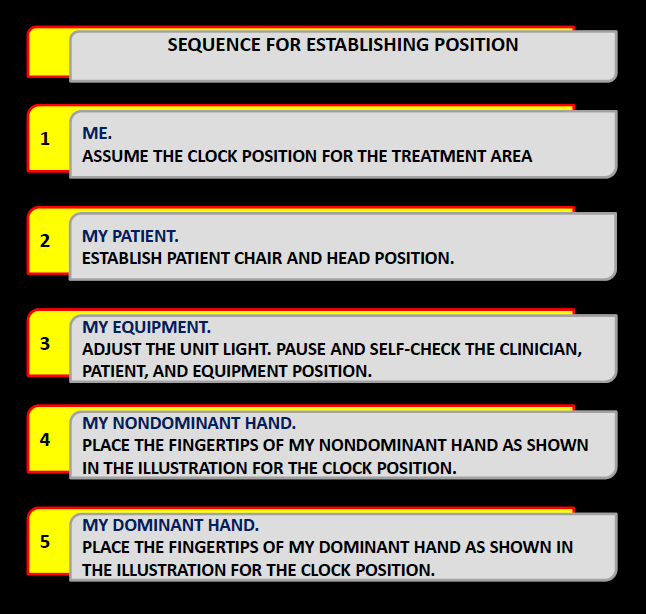 SEQUENCE FOR ESTABLISHING POSITION
1
ME.
ASSUME THE CLOCK POSITION FOR THE TREATMENT AREA
2
MY PATIENT.
ESTABLISH PATIENT CHAIR AND HEAD POSITION.
3
MY EQUIPMENT.
ADJUST THE UNIT LIGHT. PAUSE AND SELF-CHECK THE CLINICIAN,
PATIENT, AND EQUIPMENT POSITION.
4
MY NONDOMINANT HAND.
PLACE THE FINGERTIPS OF MY NONDOMINANT HAND AS SHOWN
IN THE ILLUSTRATION FOR THE CLOCK POSITION.
5
MY DOMINANT HAND.
PLACE THE FINGERTIPS OF MY DOMINANT HAND AS SHOWN IN
THE ILLUSTRATION FOR THE CLOCK POSITION.